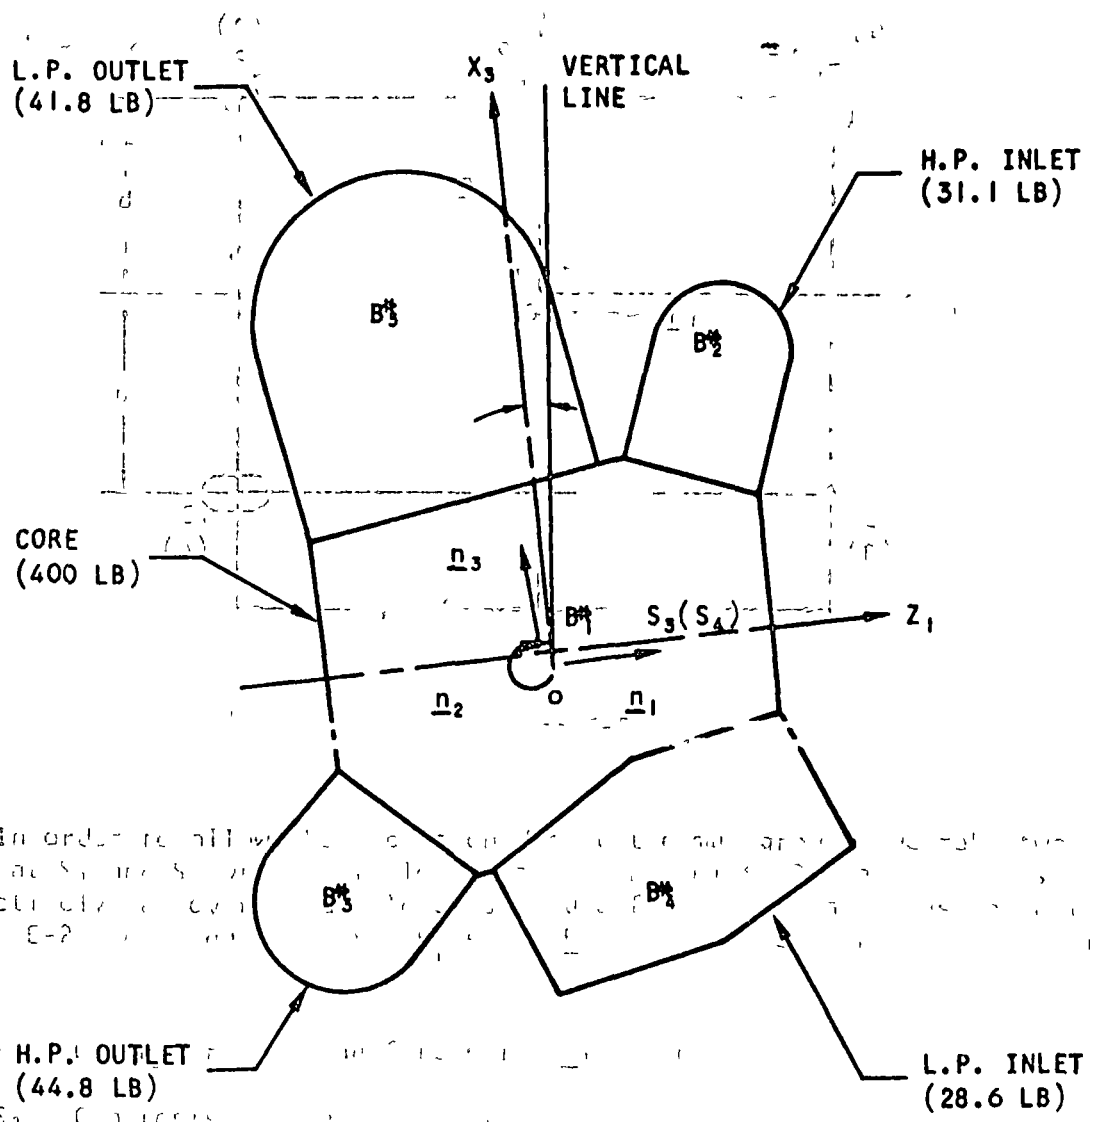 L.P. OUTLET
(41.8 LB)
X3
VERTICAL
LINE
H.P. INLET
(31.1 LB)
B*3
B*2
CORE
(400 LB)
n3
B*1
S3(S4)
Z1
n2
O
n1
B*5
B*4
E-2
H.P. OUTLET
(44.8 LB)
L.P. INLET
(28.6 LB)